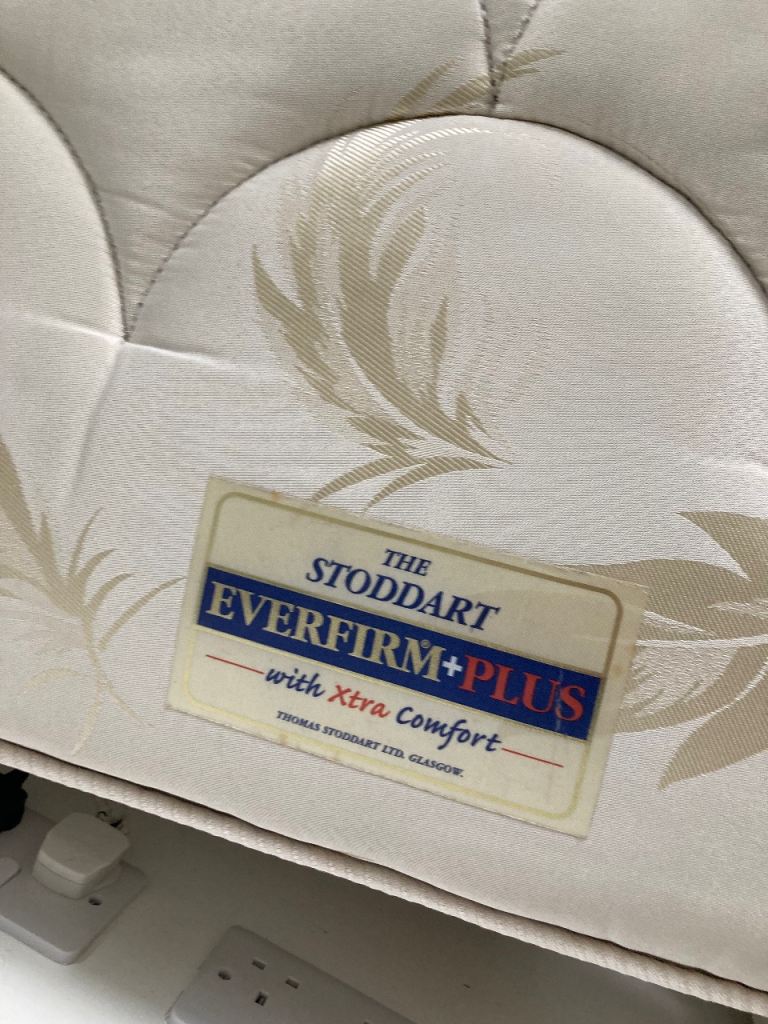 THE
STODDART
EVERFIRM®+PLUS
with Xtra Comfort
THOMAS STODDART LTD. GLASGOW.